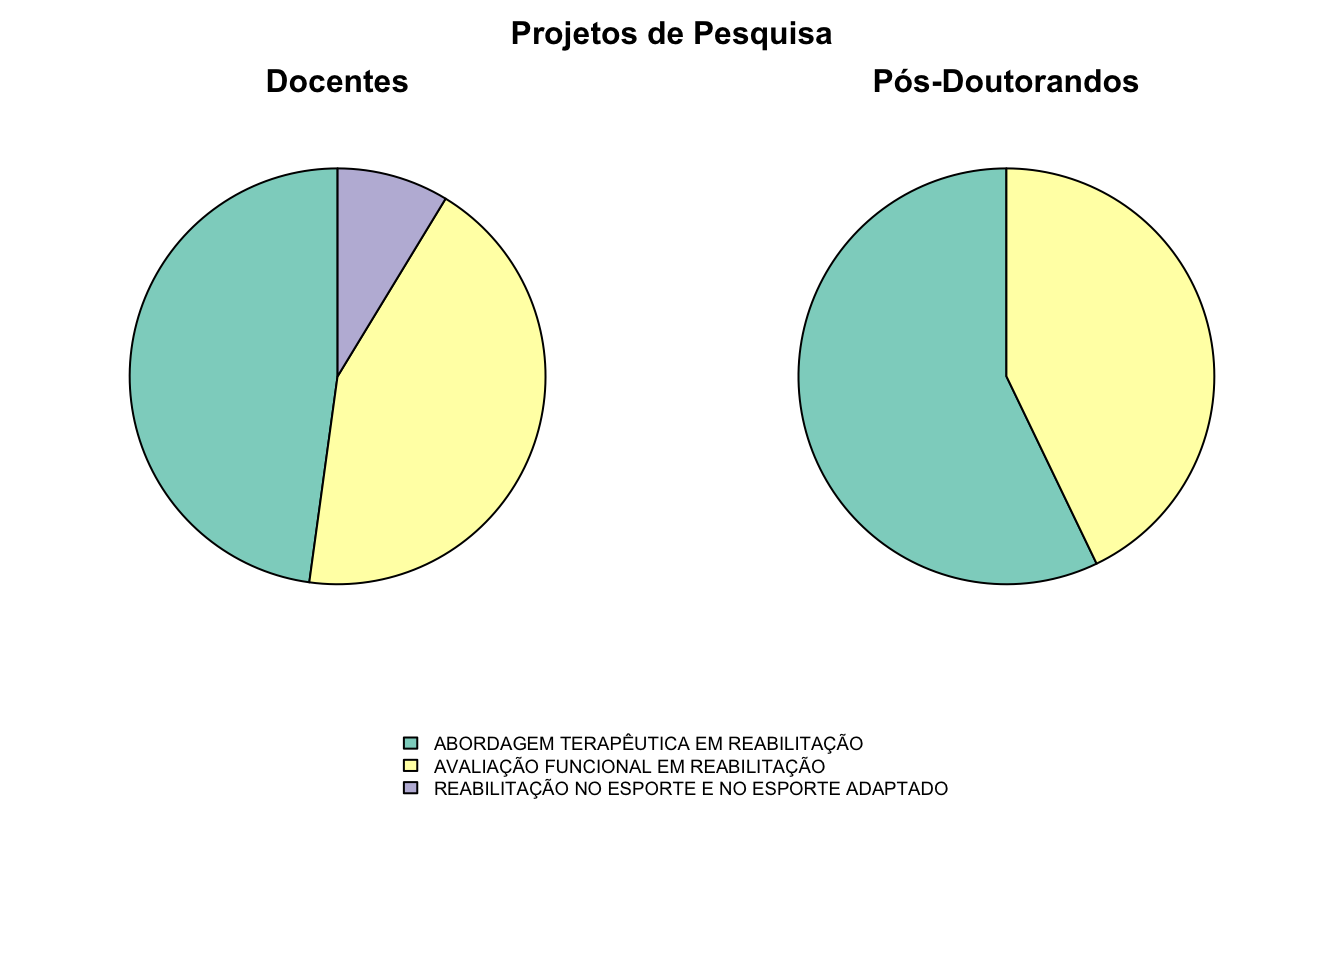 Projetos de Pesquisa
Docentes
Pós-Doutorandos
ABORDAGEM TERAPÊUTICA EM REABILITAÇÃO
AVALIAÇÃO FUNCIONAL EM REABILITAÇÃO
REABILITAÇÃO NO ESPORTE E NO ESPORTE ADAPTADO